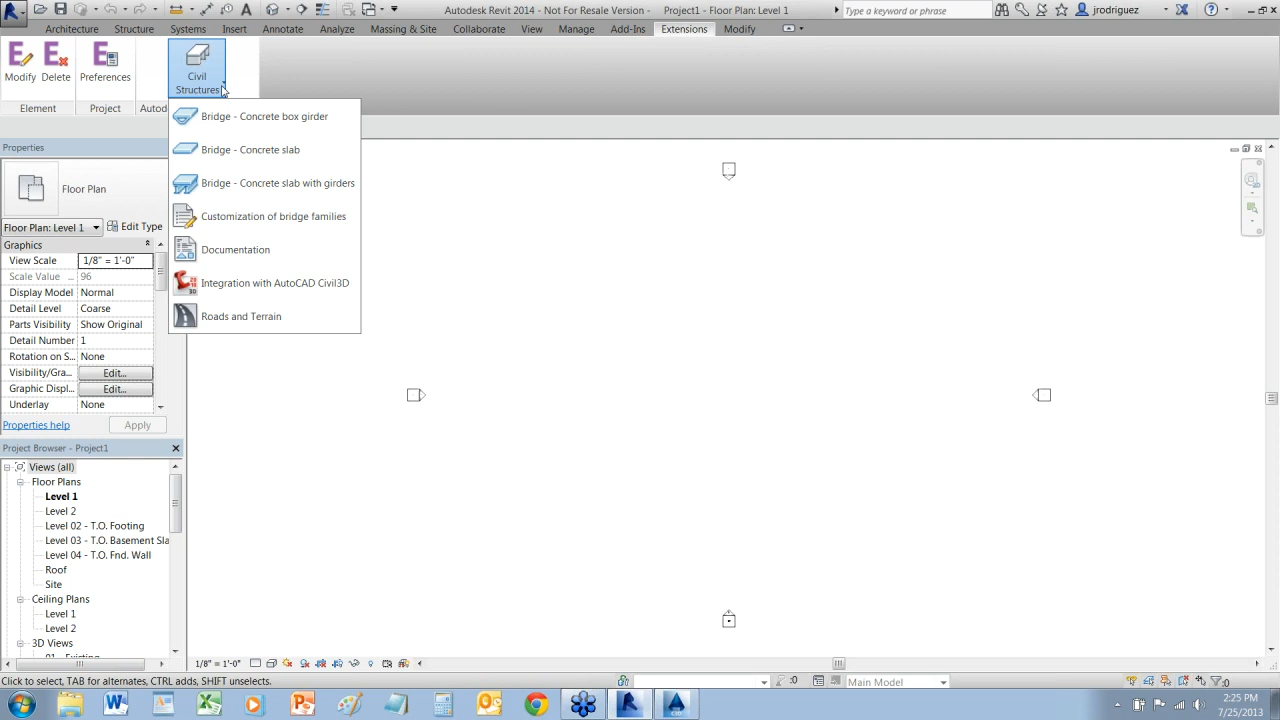 Autodesk Revit 2014 - Not For Resale Version - Project1 - Floor Plan: Level 1
Type a keyword or phrase
jrodriguez
Architecture Structure Systems Insert Annotate Analyze Massing & Site Collaborate View Manage Add-Ins Extensions Modify
Modify Delete Preferences Civil
Structures
Element Project Autod
Bridge - Concrete box girder
Bridge - Concrete slab
Bridge - Concrete slab with girders
Customization of bridge families
Documentation
Integration with AutoCAD Civil3D
Roads and Terrain
Properties
Floor Plan
Floor Plan: Level 1 Edit Type
Graphics
View Scale 1/8" = 1'-0"
Scale Value ... 96
Display Model Normal
Detail Level Coarse
Parts Visibility Show Original
Detail Number 1
Rotation on S... None
Visibility/Gra... Edit...
Graphic Displ... Edit...
Underlay None
Properties help Apply
Project Browser - Project1
Views (all)
Floor Plans
Level 1
Level 2
Level 02 - T.O. Footing
Level 03 - T.O. Basement Sla
Level 04 - T.O. Fnd. Wall
Roof
Site
Ceiling Plans
Level 1
Level 2
3D Views
01 - Existing
1/8" = 1'-0"
Click to select, TAB for alternates, CTRL adds, SHIFT unselects. :0 Main Model :0
2:25 PM
7/25/2013